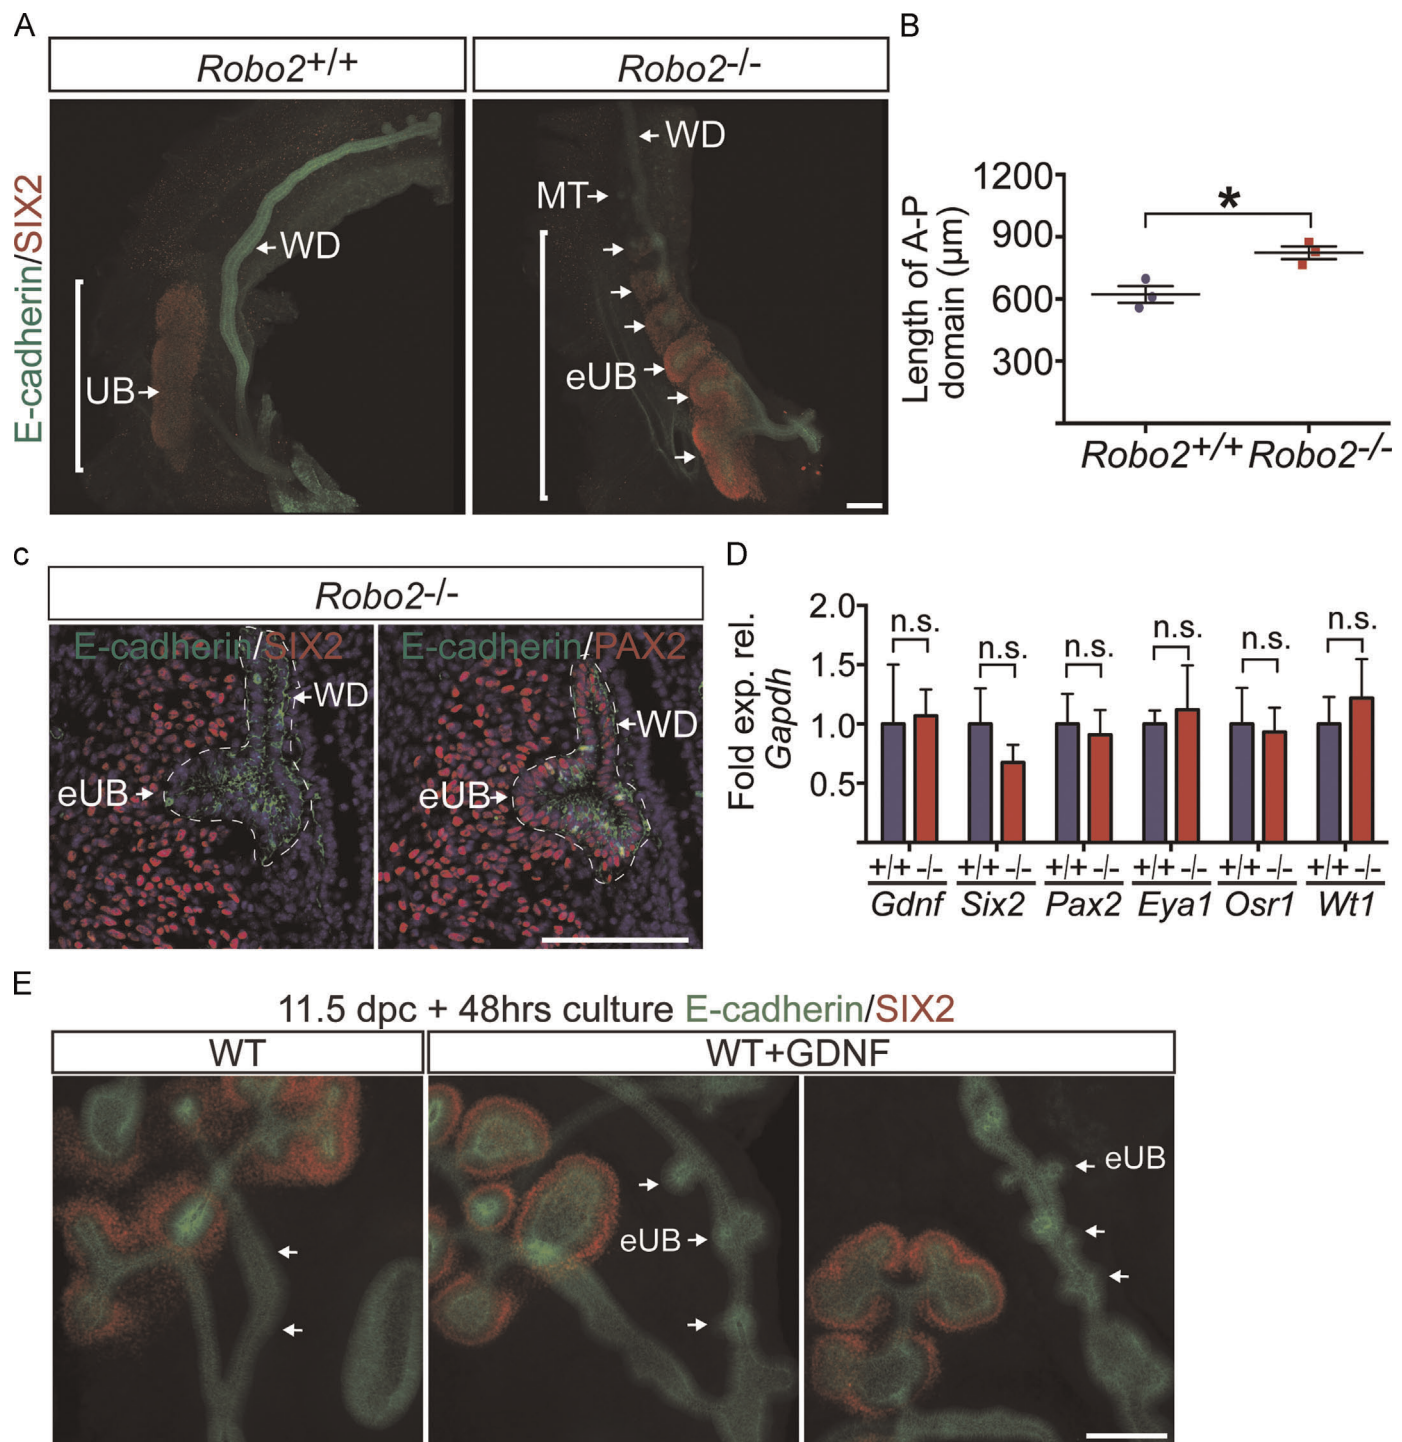 A
Robo2+/+
Robo2-/-
E-cadherin/SIX2
WD
UB
WD
MT
eUB
B
Length of A-P
domain (µm)
1200
900
600
300
*
Robo2+/+ Robo2-/-
c
Robo2-/-
E-cadherin/SIX2
WD
eUB
E-cadherin/PAX2
WD
eUB
D
Fold exp. rel.
Gapdh
2.0
1.5
1.0
0.5
n.s.
n.s.
n.s.
n.s.
n.s.
n.s.
+/+ -/- +/+ -/- +/+ -/- +/+ -/- +/+ -/- +/+ -/-
Gdnf Six2 Pax2 Eya1 Osr1 Wt1
E
11.5 dpc + 48hrs culture E-cadherin/SIX2
WT
WT+GDNF
eUB
eUB